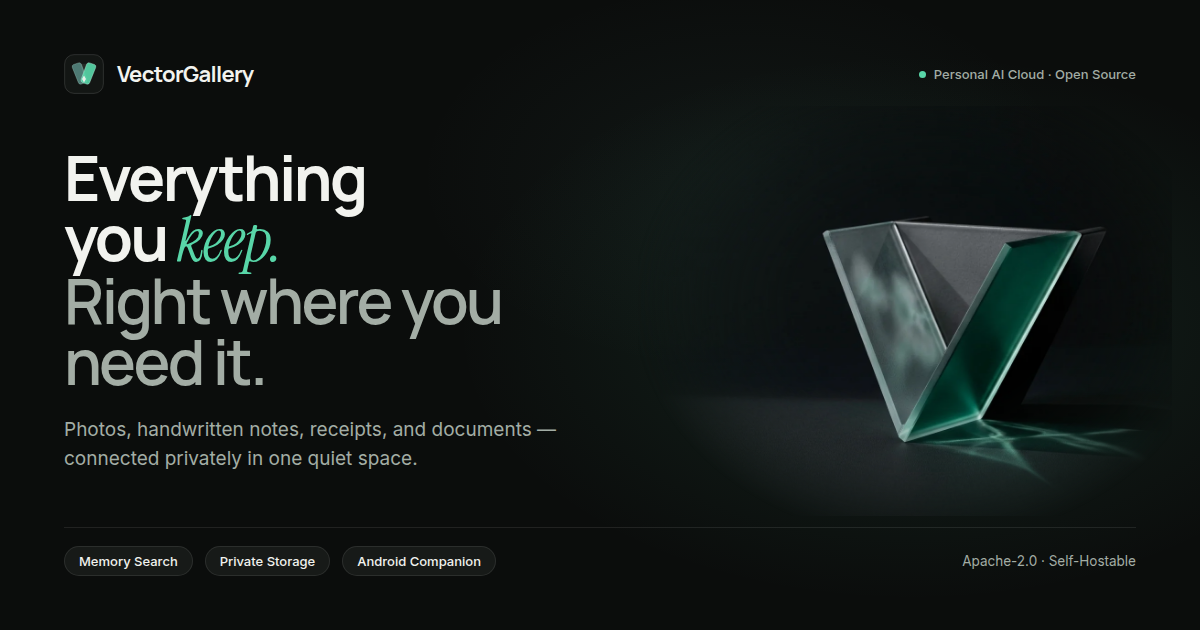 VectorGallery
Personal AI Cloud · Open Source
Everything
you keep.
Right where you
need it.
Photos, handwritten notes, receipts, and documents —
connected privately in one quiet space.
Memory Search
Private Storage
Android Companion
Apache-2.0 · Self-Hostable